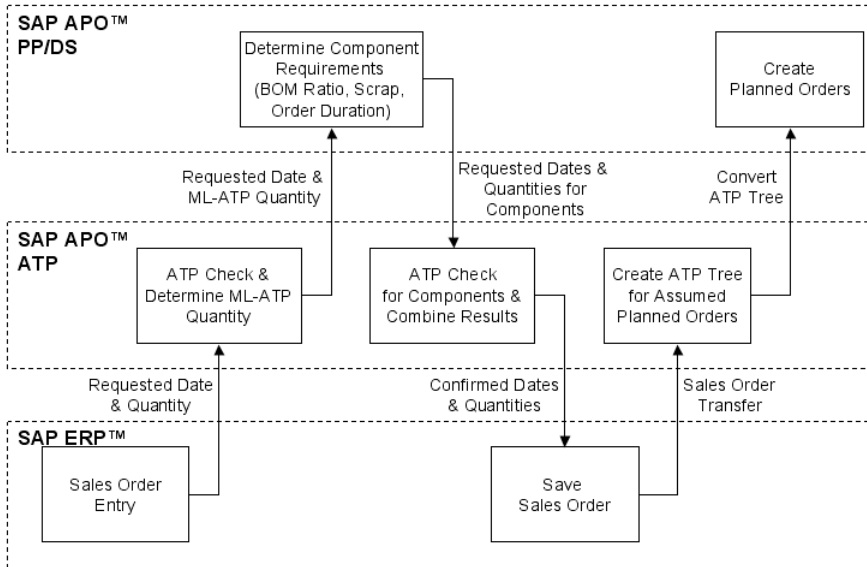 SAP APO™
PP/DS
Determine Component
Requirements
(BOM Ratio, Scrap,
Order Duration)
Create
Planned Orders
Requested Date &
ML-ATP Quantity
Requested Dates &
Quantities for
Components
Convert
ATP Tree
SAP APO™
ATP
ATP Check &
Determine ML-ATP
Quantity
ATP Check
for Components &
Combine Results
Create ATP Tree
for Assumed
Planned Orders
Requested Date
& Quantity
Confirmed Dates
& Quantities
Sales Order
Transfer
SAP ERP™
Sales Order
Entry
Save
Sales Order